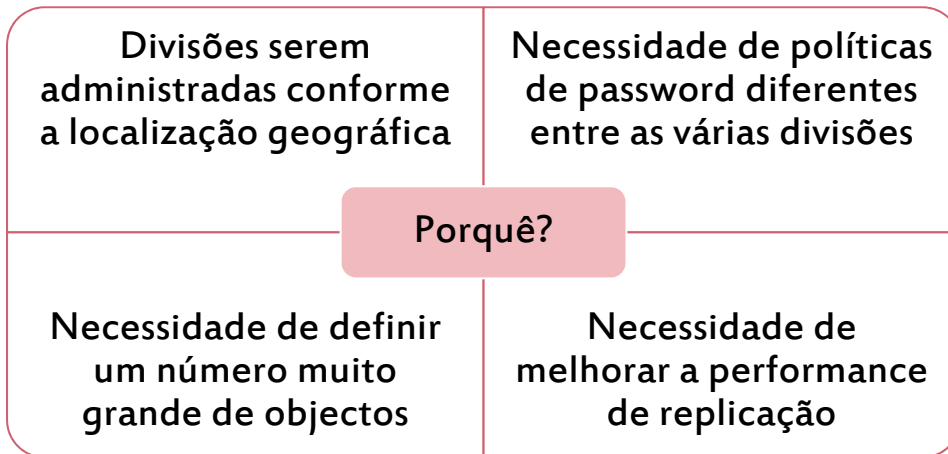 Divisões serem
administradas conforme
a localização geográfica
Necessidade de políticas
de password diferentes
entre as várias divisões
Porquê?
Necessidade de definir
um número muito
grande de objectos
Necessidade de
melhorar a performance
de replicação